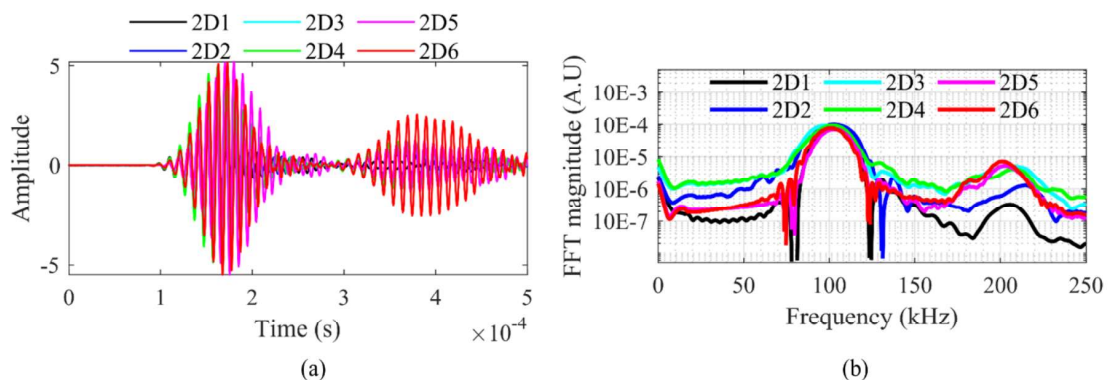 2D1 2D3 2D5
2D2 2D4 2D6
5
0
-5
Amplitude
0 1 2 3 4 5
Time (s) ×10⁻⁴
(a)
2D1 2D3 2D5
2D2 2D4 2D6
10E-3
10E-4
10E-5
10E-6
10E-7
FFT magnitude (A.U)
0 50 100 150 200 250
Frequency (kHz)
(b)